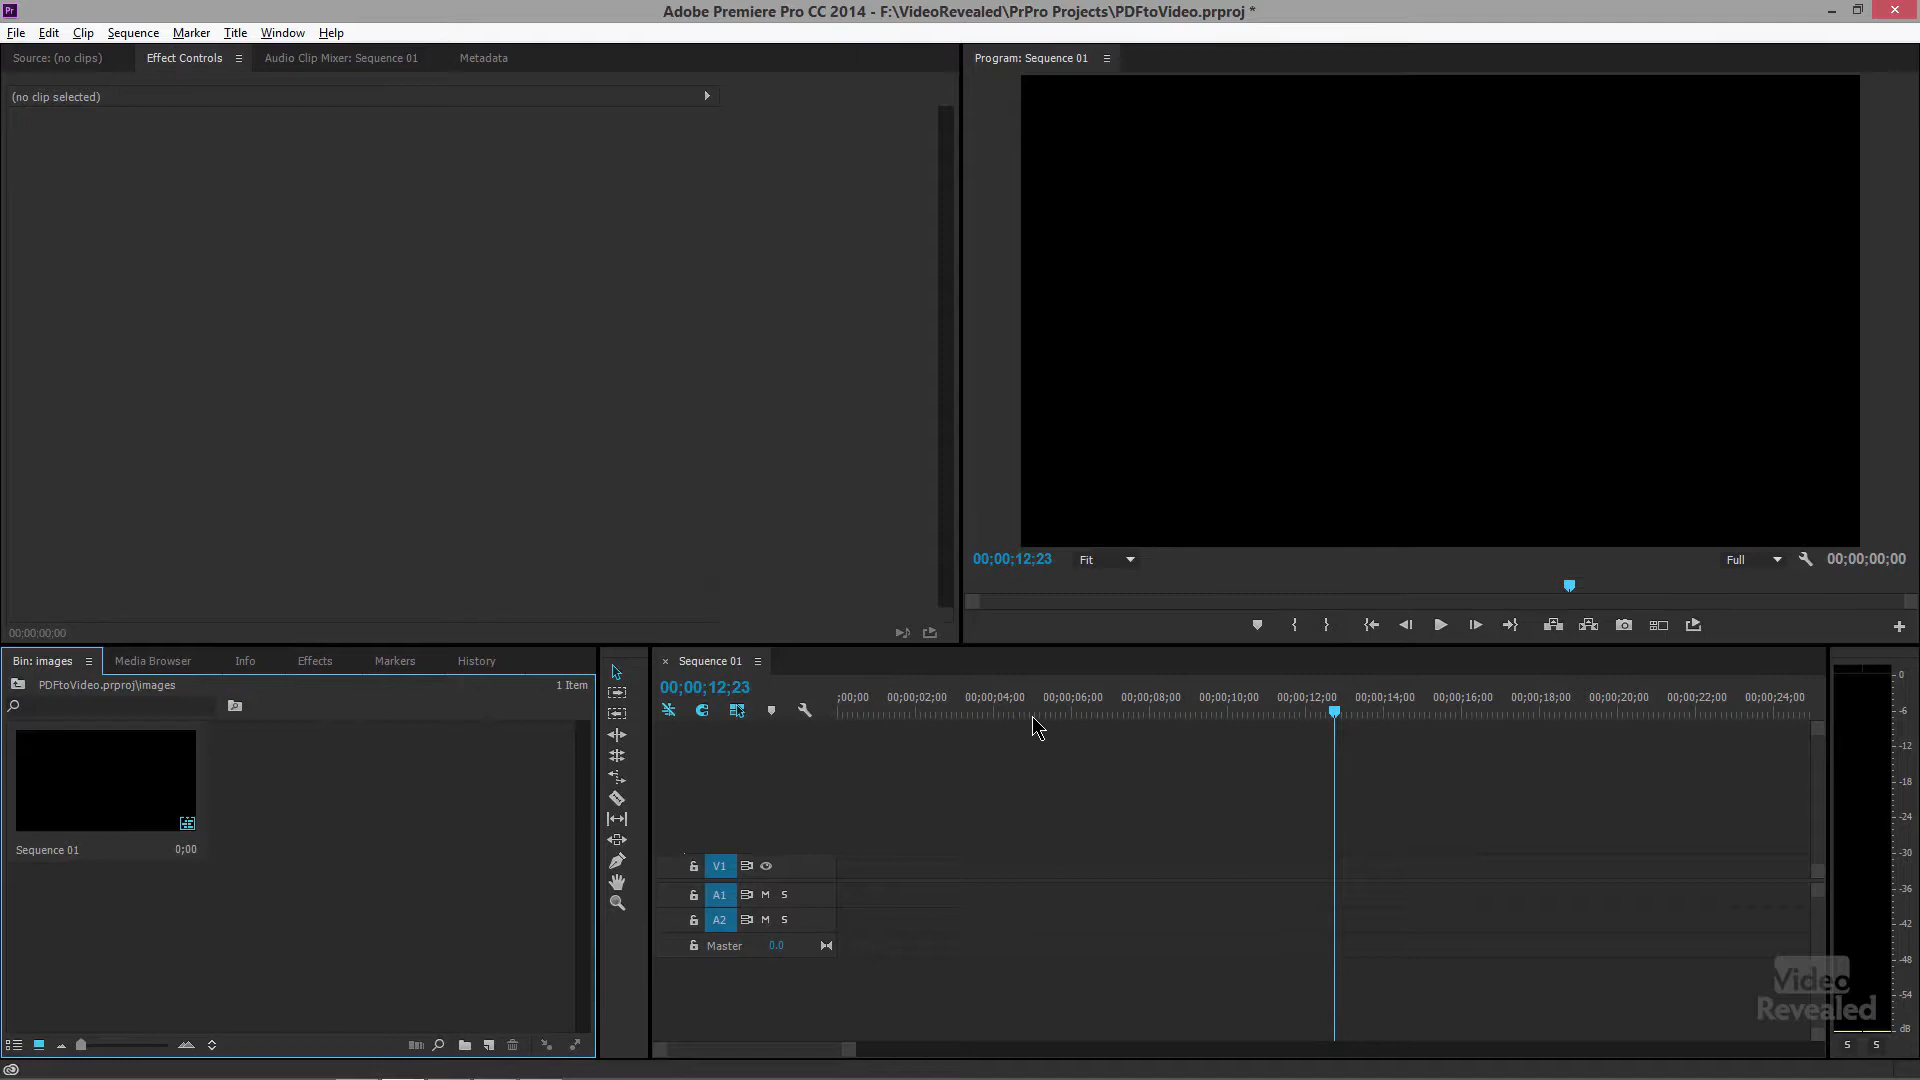 Pr
Adobe Premiere Pro CC 2014 - F:\VideoRevealed\PrPro Projects\PDFtoVideo.prproj *
File Edit Clip Sequence Marker Title Window Help
Source: (no clips) Effect Controls Audio Clip Mixer: Sequence 01 Metadata
Program: Sequence 01
(no clip selected)
00;00;12;23 Fit Full 00;00;00;00
00;00;00;00
Bin: images Media Browser Info Effects Markers History
PDFtoVideo.prproj\images 1 Item
Sequence 01 0;00
Sequence 01
00;00;12;23
;00;00 00;00;02;00 00;00;04;00 00;00;06;00 00;00;08;00 00;00;10;00 00;00;12;00 00;00;14;00 00;00;16;00 00;00;18;00 00;00;20;00 00;00;22;00 00;00;24;00
V1
A1 M S
A2 M S
Master 0.0
0
-6
-12
-18
-24
-30
-36
-42
-48
-54
dB
S S
Video
Revealed